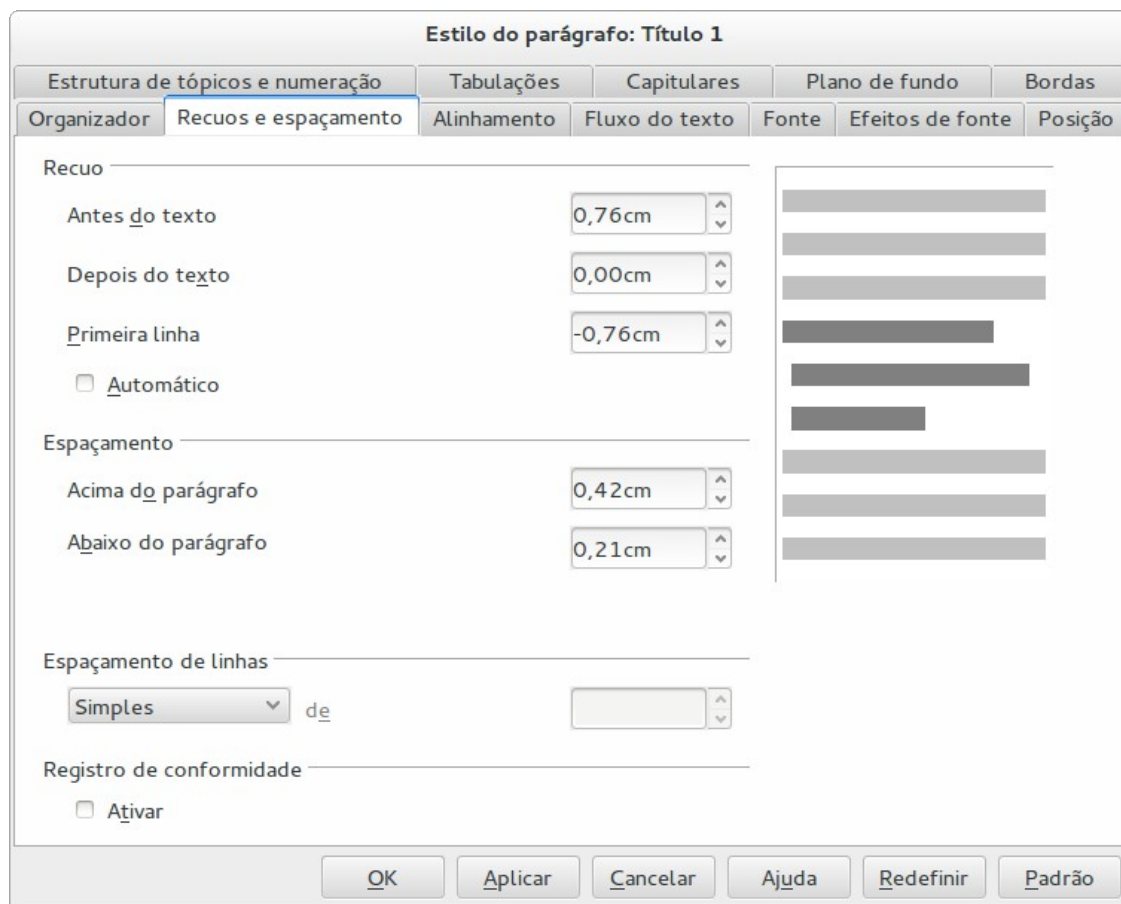 Estilo do parágrafo: Título 1
Estrutura de tópicos e numeração Tabulações Capitulares Plano de fundo Bordas
Organizador Recuos e espaçamento Alinhamento Fluxo do texto Fonte Efeitos de fonte Posição
Recuo
Antes do texto 0,76cm
Depois do texto 0,00cm
Primeira linha -0,76cm
Automático
Espaçamento
Acima do parágrafo 0,42cm
Abaixo do parágrafo 0,21cm
Espaçamento de linhas
Simples de
Registro de conformidade
Ativar
OK Aplicar Cancelar Ajuda Redefinir Padrão